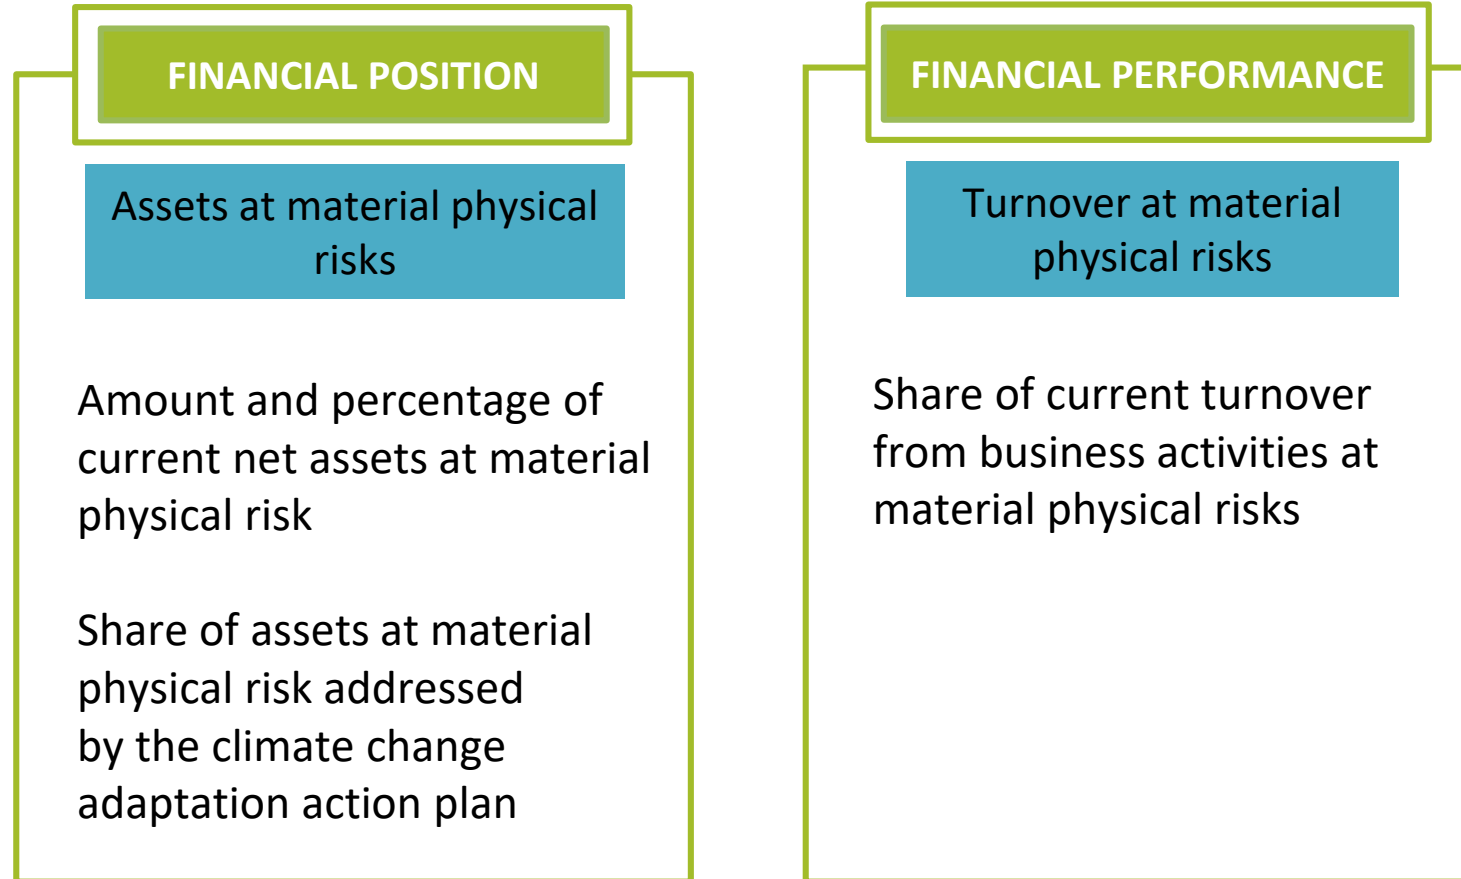 FINANCIAL POSITION
Assets at material physical
risks
Amount and percentage of
current net assets at material
physical risk
Share of assets at material
physical risk addressed
by the climate change
adaptation action plan
FINANCIAL PERFORMANCE
Turnover at material
physical risks
Share of current turnover
from business activities at
material physical risks